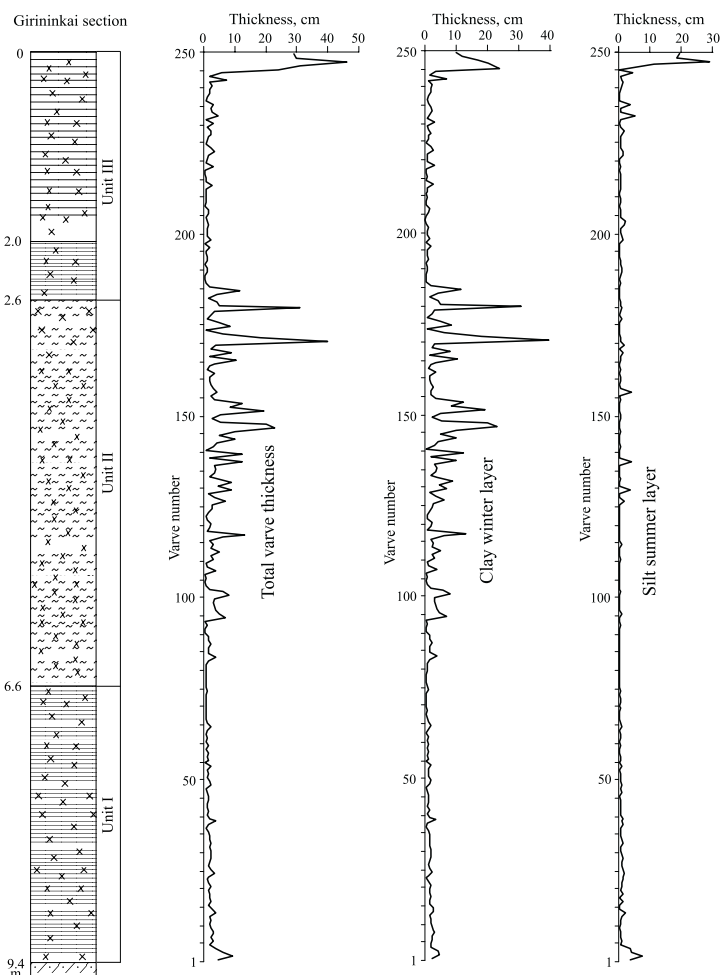 Girininkai section
0
2.0
2.6
6.6
9.4
m
Unit III
Unit II
Unit I
Thickness, cm
0 10 20 30 40 50
250
200
150
100
50
1
Varve number
Total varve thickness
Thickness, cm
0 10 20 30 40
250
200
150
100
50
1
Varve number
Clay winter layer
Thickness, cm
0 10 20 30
250
200
150
100
50
1
Varve number
Silt summer layer